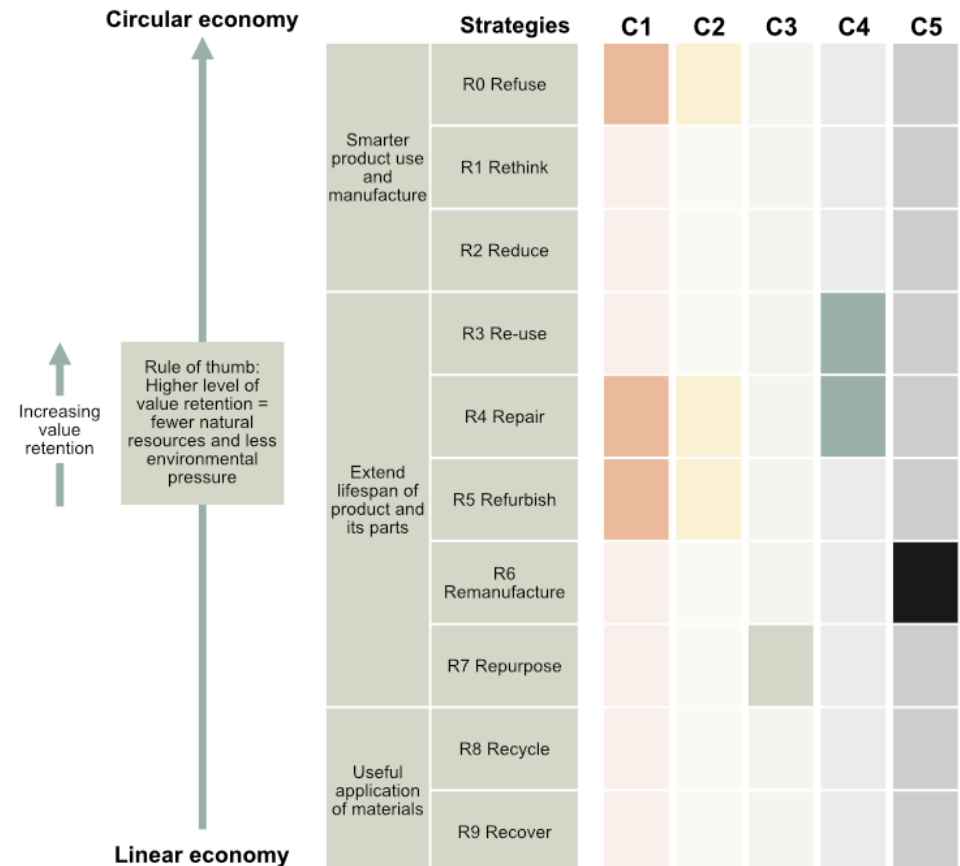 Circular economy
Strategies
C1
C2
C3
C4
C5
Smarter
product use
and
manufacture
R0 Refuse
R1 Rethink
R2 Reduce
Increasing
value
retention
Rule of thumb:
Higher level of
value retention =
fewer natural
resources and less
environmental
pressure
Extend
lifespan of
product and
its parts
R3 Re-use
R4 Repair
R5 Refurbish
R6
Remanufacture
R7 Repurpose
Useful
application
of materials
R8 Recycle
R9 Recover
Linear economy